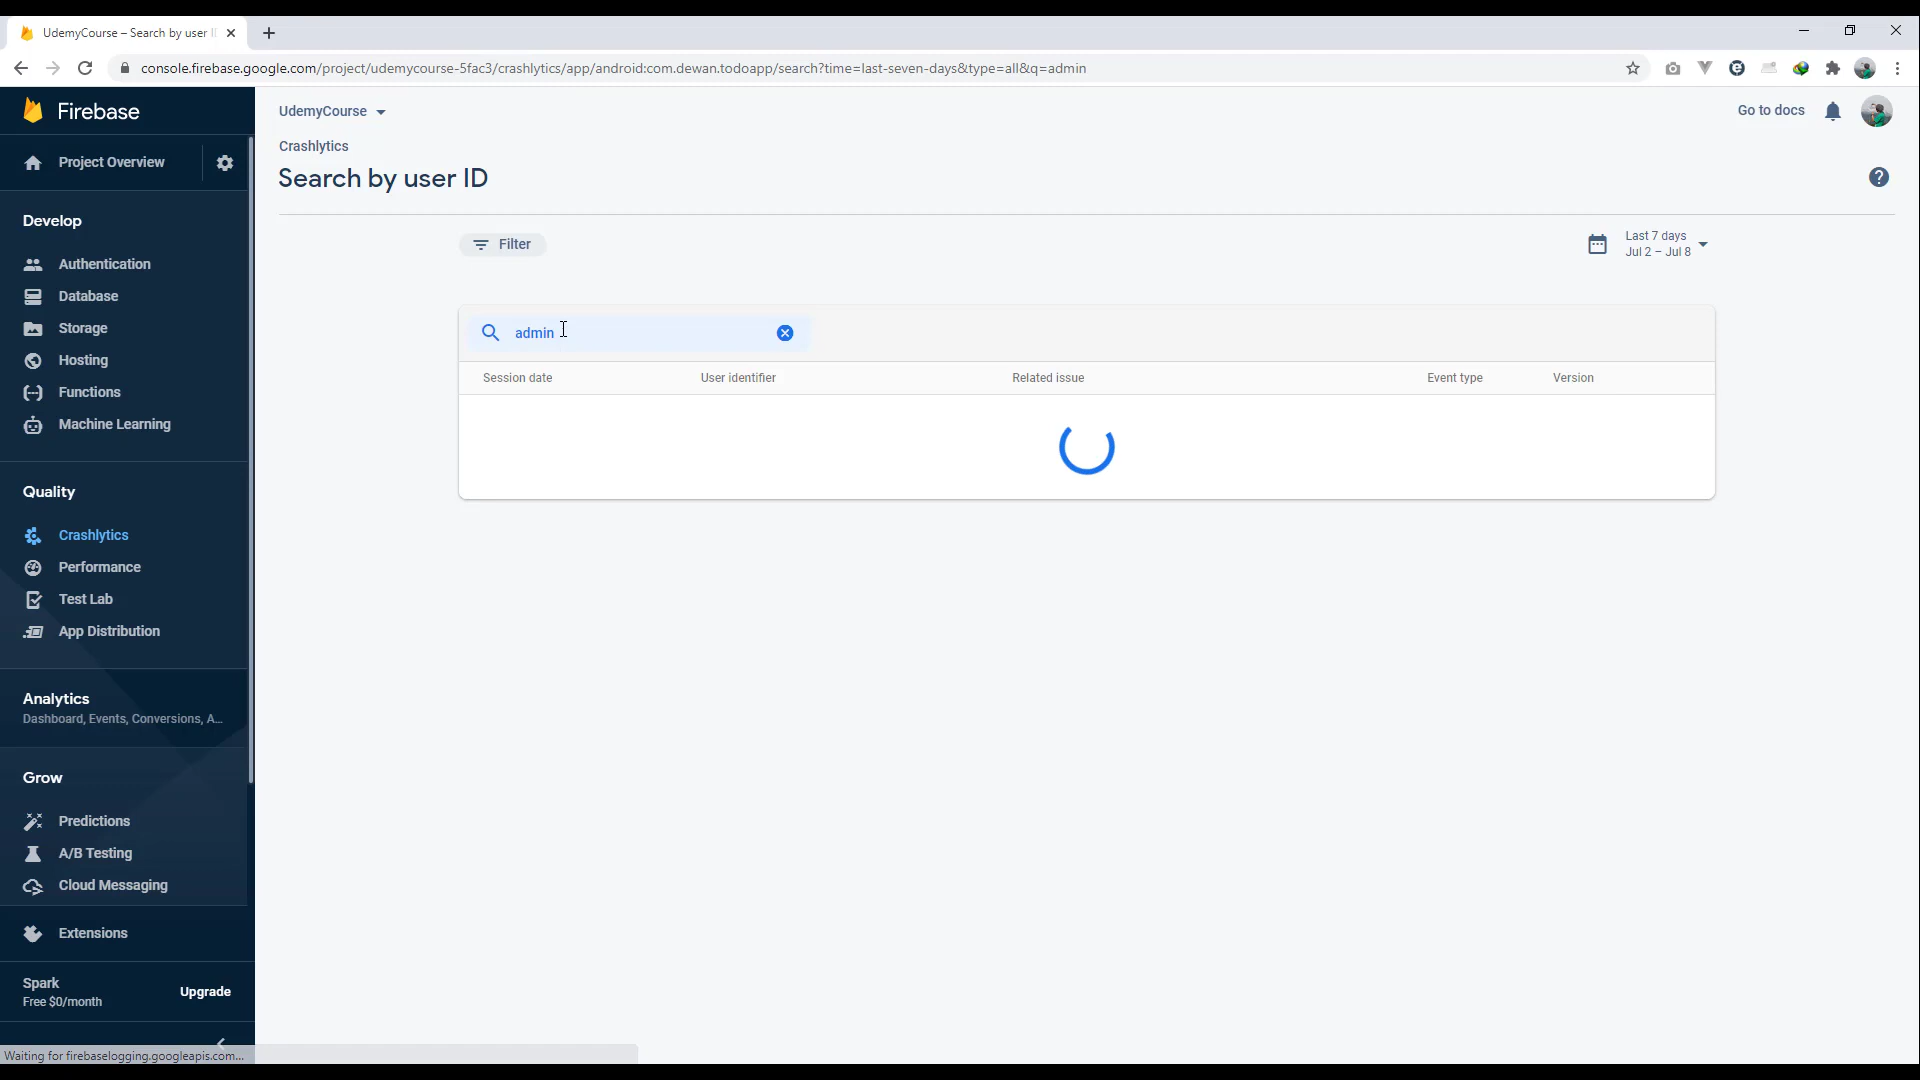 UdemyCourse – Search by user I
console.firebase.google.com/project/udemycourse-5fac3/crashlytics/app/android:com.dewan.todoapp/search?time=last-seven-days&type=all&q=admin
Firebase
UdemyCourse
Go to docs
Project Overview
Crashlytics
Search by user ID
Develop
Filter
Last 7 days
Jul 2 – Jul 8
Authentication
Database
Storage
Hosting
Functions
Machine Learning
admin
Session date User identifier Related issue Event type Version
Quality
Crashlytics
Performance
Test Lab
App Distribution
Analytics
Dashboard, Events, Conversions, A...
Grow
Predictions
A/B Testing
Cloud Messaging
Extensions
Spark
Free $0/month
Upgrade
Waiting for firebaselogging.googleapis.com...